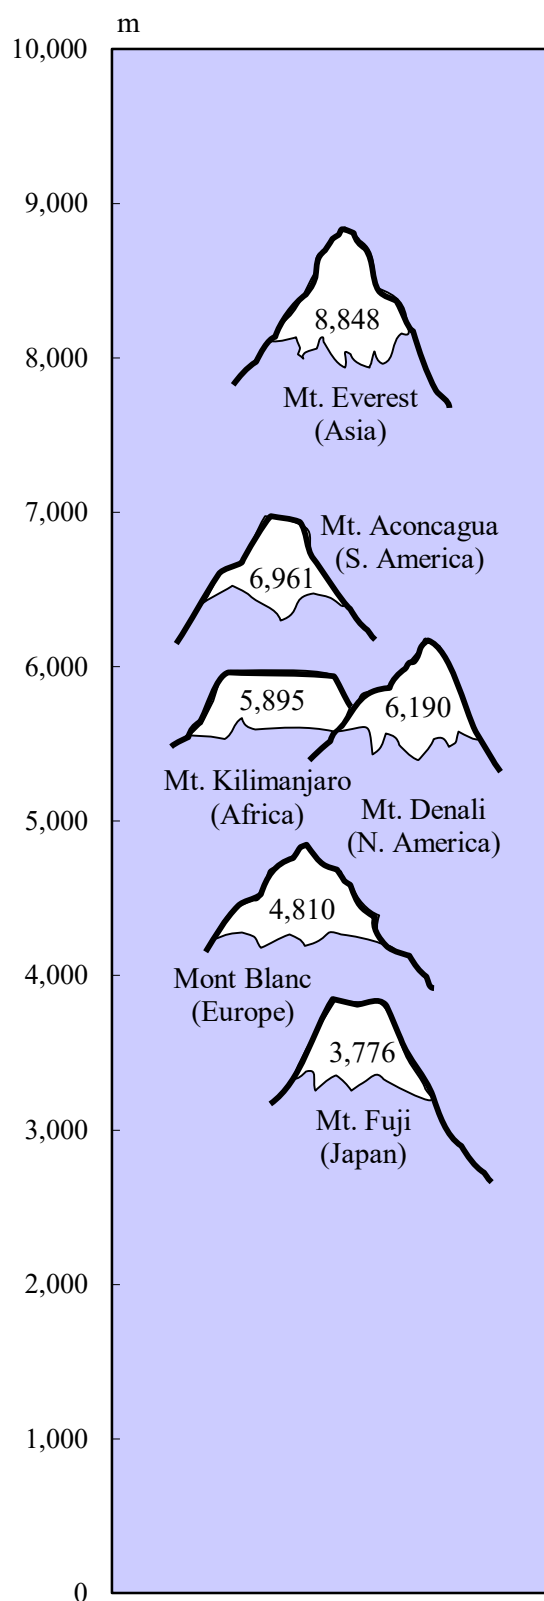 m
10,000
9,000
8,848
8,000
Mt. Everest
(Asia)
7,000
Mt. Aconcagua
(S. America)
6,961
6,000
5,895
6,190
Mt. Kilimanjaro
(Africa)
Mt. Denali
(N. America)
5,000
4,810
4,000
Mont Blanc
(Europe)
3,776
3,000
Mt. Fuji
(Japan)
2,000
1,000
0